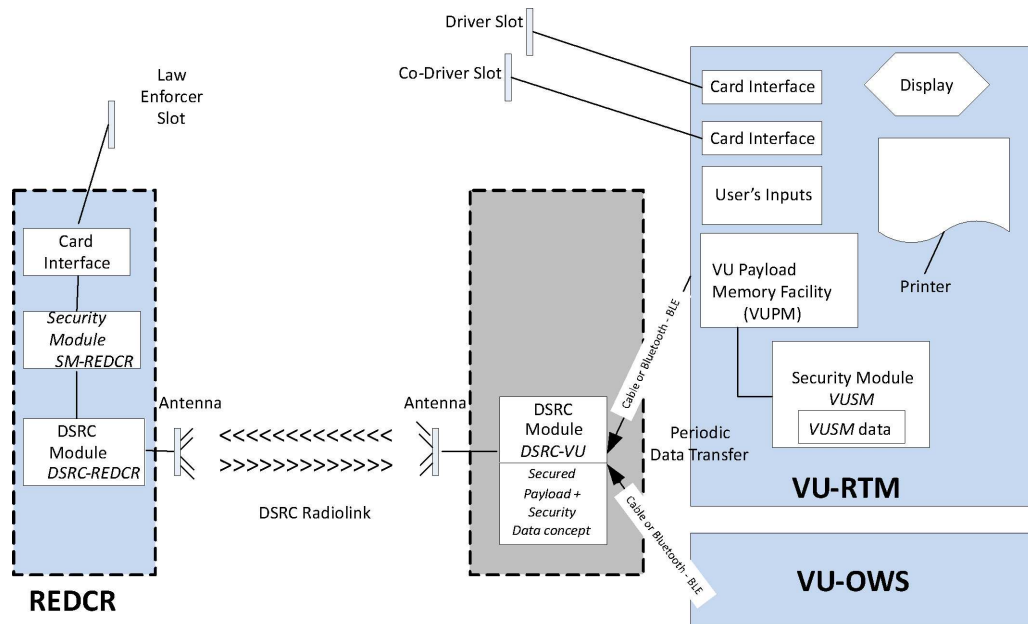 Driver Slot
Co-Driver Slot
Law
Enforcer
Slot
Card Interface
Display
Card Interface
User's Inputs
Card
Interface
VU Payload
Memory Facility
(VUPM)
Printer
Security
Module
SM-REDCR
Cable or Bluetooth - BLE
Security Module
VUSM
VUSM data
Antenna
Antenna
DSRC
Module
DSRC-REDCR
<<<<<<<<<<<<<
>>>>>>>>>>>>>
DSRC Radiolink
DSRC
Module
DSRC-VU
Secured
Payload +
Security
Data concept
Periodic
Data Transfer
VU-RTM
Cable or Bluetooth - BLE
REDCR
VU-OWS